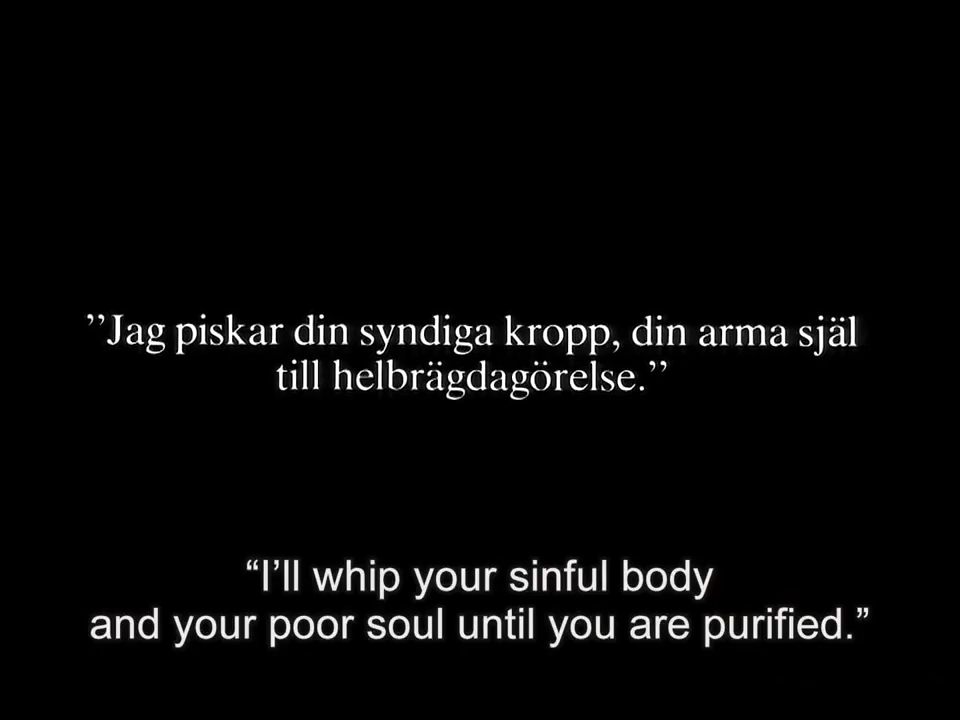 ”Jag piskar din syndiga kropp, din arma själ
till helbrägdagörelse.”
“I’ll whip your sinful body
and your poor soul until you are purified.”